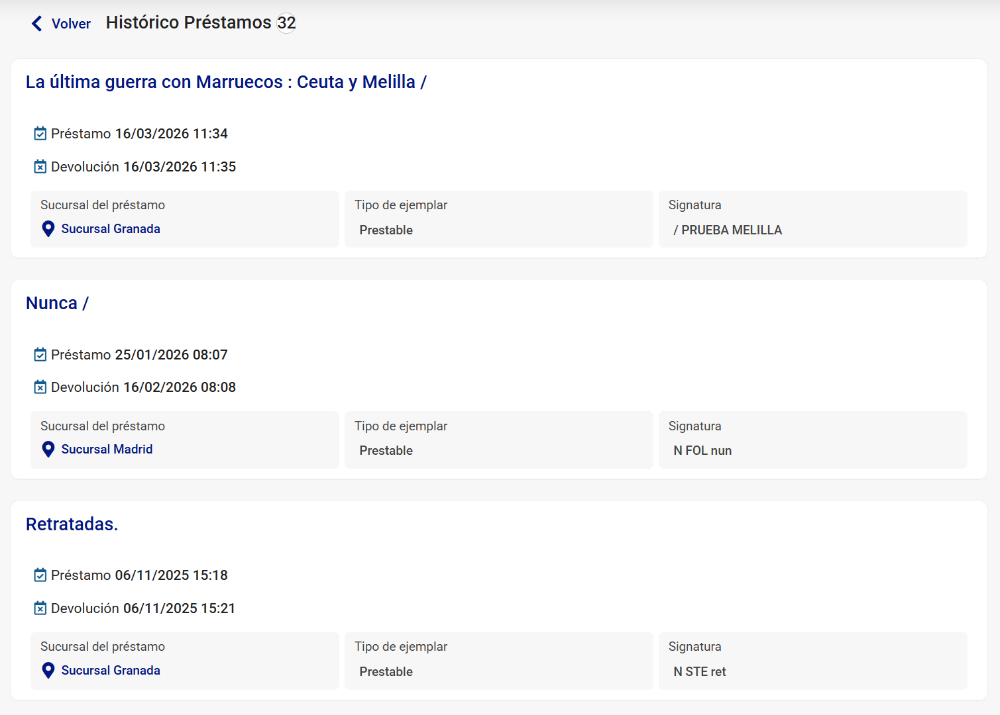 Volver Histórico Préstamos 32
La última guerra con Marruecos : Ceuta y Melilla /
Préstamo 16/03/2026 11:34
Devolución 16/03/2026 11:35
Sucursal del préstamo Tipo de ejemplar Signatura
Sucursal Granada Prestable / PRUEBA MELILLA
Nunca /
Préstamo 25/01/2026 08:07
Devolución 16/02/2026 08:08
Sucursal del préstamo Tipo de ejemplar Signatura
Sucursal Madrid Prestable N FOL nun
Retratadas.
Préstamo 06/11/2025 15:18
Devolución 06/11/2025 15:21
Sucursal del préstamo Tipo de ejemplar Signatura
Sucursal Granada Prestable N STE ret